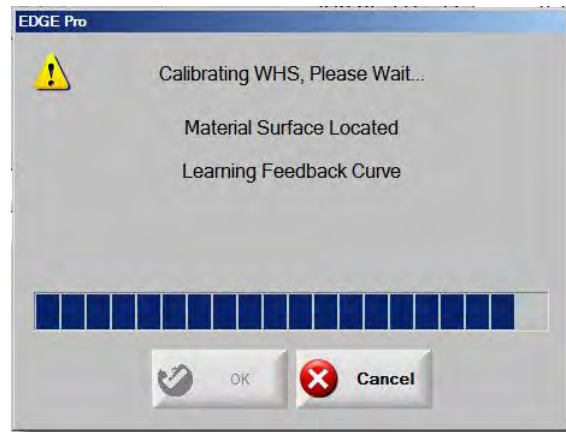 EDGE Pro
Calibrating WHS, Please Wait...
Material Surface Located
Learning Feedback Curve
OK
Cancel